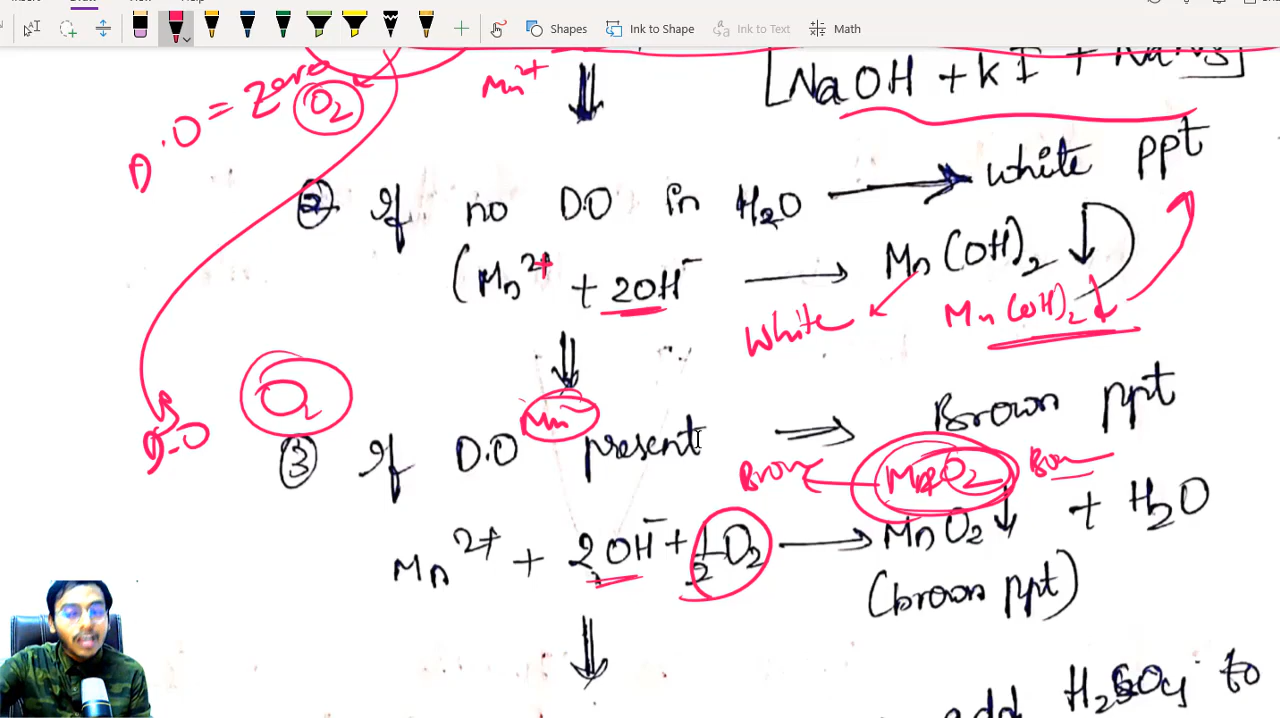 Draw
Shapes Ink to Shape Ink to Text Math
[NaOH + KI + NaN3]
Mn2+
D.O = Zero
O2
② If no D.O in H2O → white ppt
(Mn2+ + 2OH- → Mn(OH)2 ↓
White
Mn(OH)2 ↓
O2
Mn
D.O
③ If D.O present ⇒ Brown ppt
Brown
MnO2
Mn2+ + 2OH- + 1/2 O2 → MnO2 ↓ + H2O
(brown ppt)
add H2SO4 to